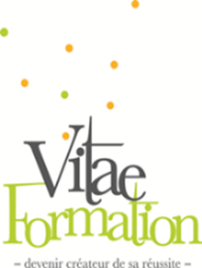 Vitae
Formation
– devenir créateur de sa réussite –